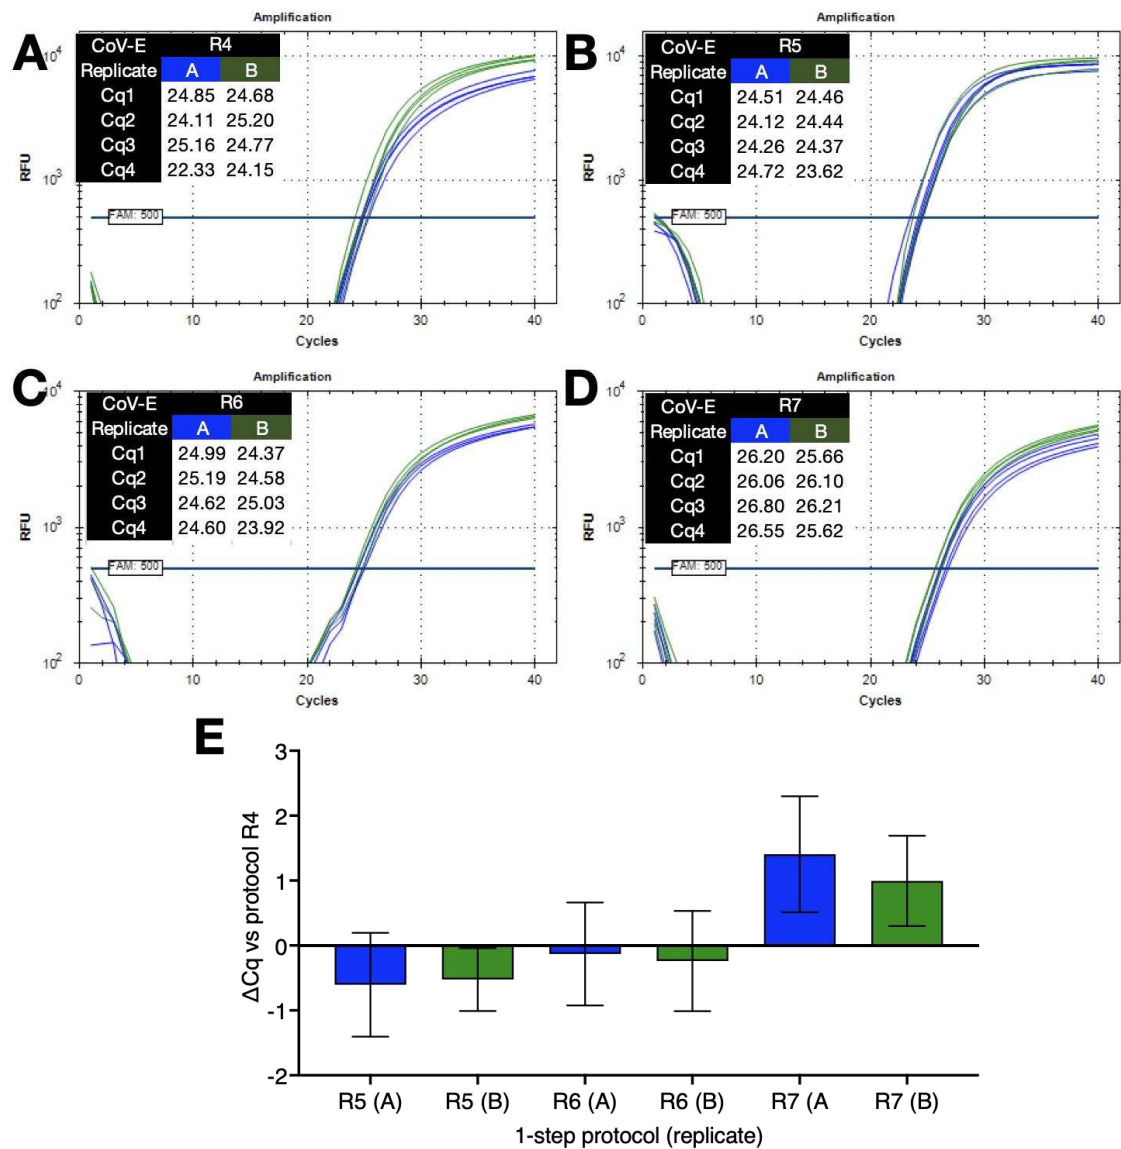 Amplification
A
CoV-E R4
Replicate A B
Cq1 24.85 24.68
Cq2 24.11 25.20
Cq3 25.16 24.77
Cq4 22.33 24.15
10^4
10^3
10^2
RFU
FAM: 500
0 10 20 30 40
Cycles
Amplification
B
CoV-E R5
Replicate A B
Cq1 24.51 24.46
Cq2 24.12 24.44
Cq3 24.26 24.37
Cq4 24.72 23.62
10^4
10^3
10^2
RFU
FAM: 500
0 10 20 30 40
Cycles
Amplification
C
CoV-E R6
Replicate A B
Cq1 24.99 24.37
Cq2 25.19 24.58
Cq3 24.62 25.03
Cq4 24.60 23.92
10^4
10^3
10^2
RFU
FAM: 500
0 10 20 30 40
Cycles
Amplification
D
CoV-E R7
Replicate A B
Cq1 26.20 25.66
Cq2 26.06 26.10
Cq3 26.80 26.21
Cq4 26.55 25.62
10^4
10^3
10^2
RFU
FAM: 500
0 10 20 30 40
Cycles
E
3
2
1
0
-1
-2
ΔCq vs protocol R4
R5 (A) R5 (B) R6 (A) R6 (B) R7 (A R7 (B)
1-step protocol (replicate)